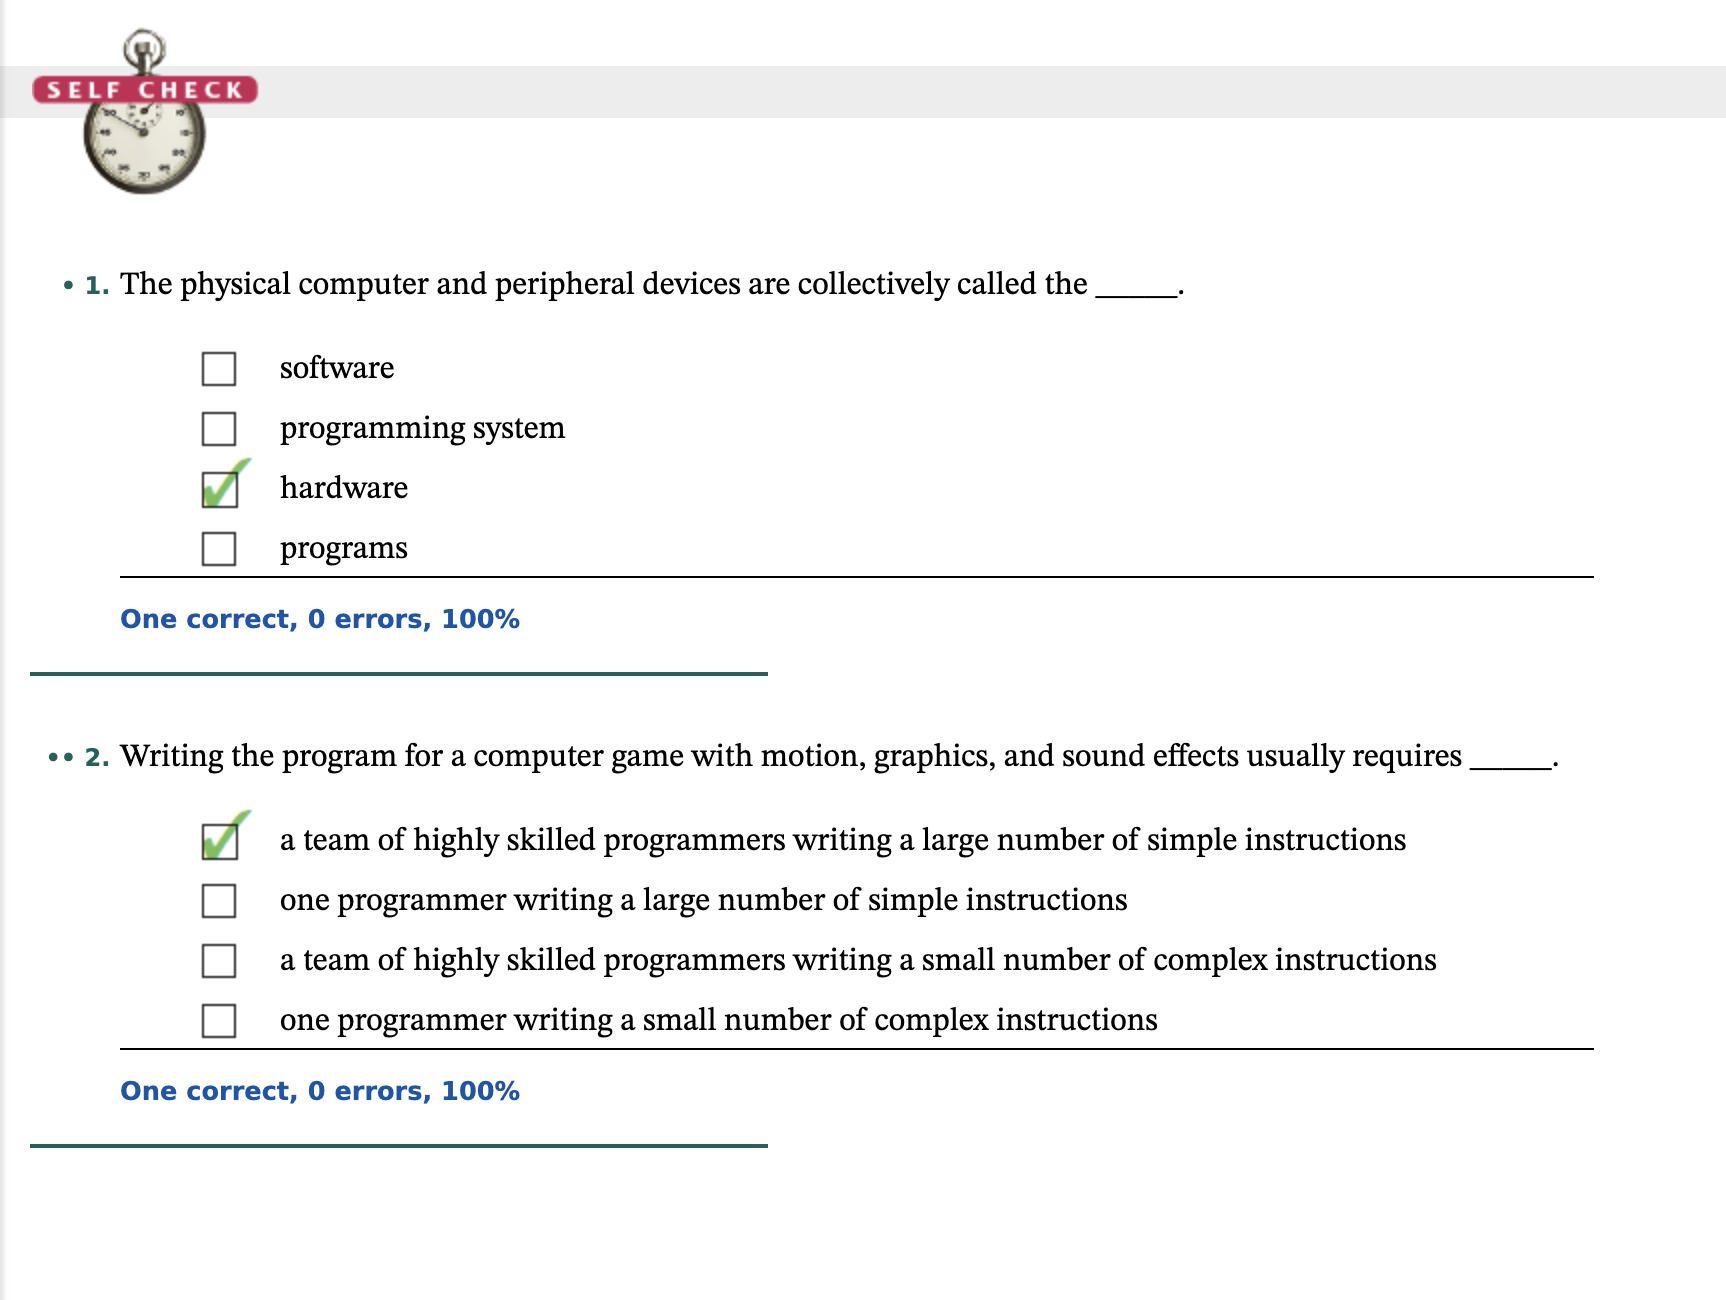 SELF CHECK
• 1. The physical computer and peripheral devices are collectively called the _____.
software
programming system
hardware
programs
One correct, 0 errors, 100%
•• 2. Writing the program for a computer game with motion, graphics, and sound effects usually requires _____.
a team of highly skilled programmers writing a large number of simple instructions
one programmer writing a large number of simple instructions
a team of highly skilled programmers writing a small number of complex instructions
one programmer writing a small number of complex instructions
One correct, 0 errors, 100%